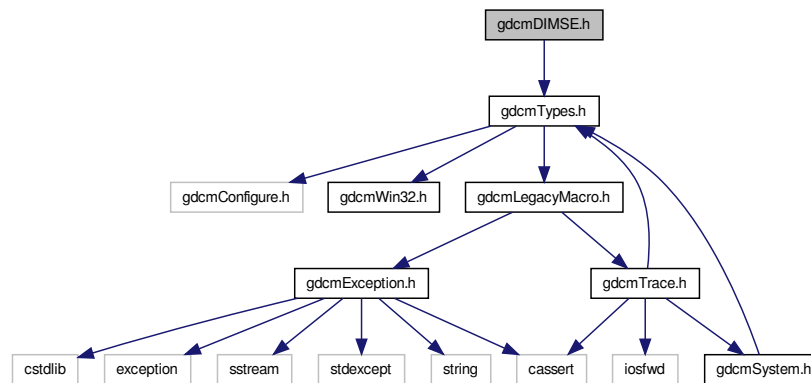 gdcmDIMSE.h
gdcmTypes.h
gdcmConfigure.h
gdcmWin32.h
gdcmLegacyMacro.h
gdcmException.h
gdcmTrace.h
cstdlib
exception
sstream
stdexcept
string
cassert
iosfwd
gdcmSystem.h